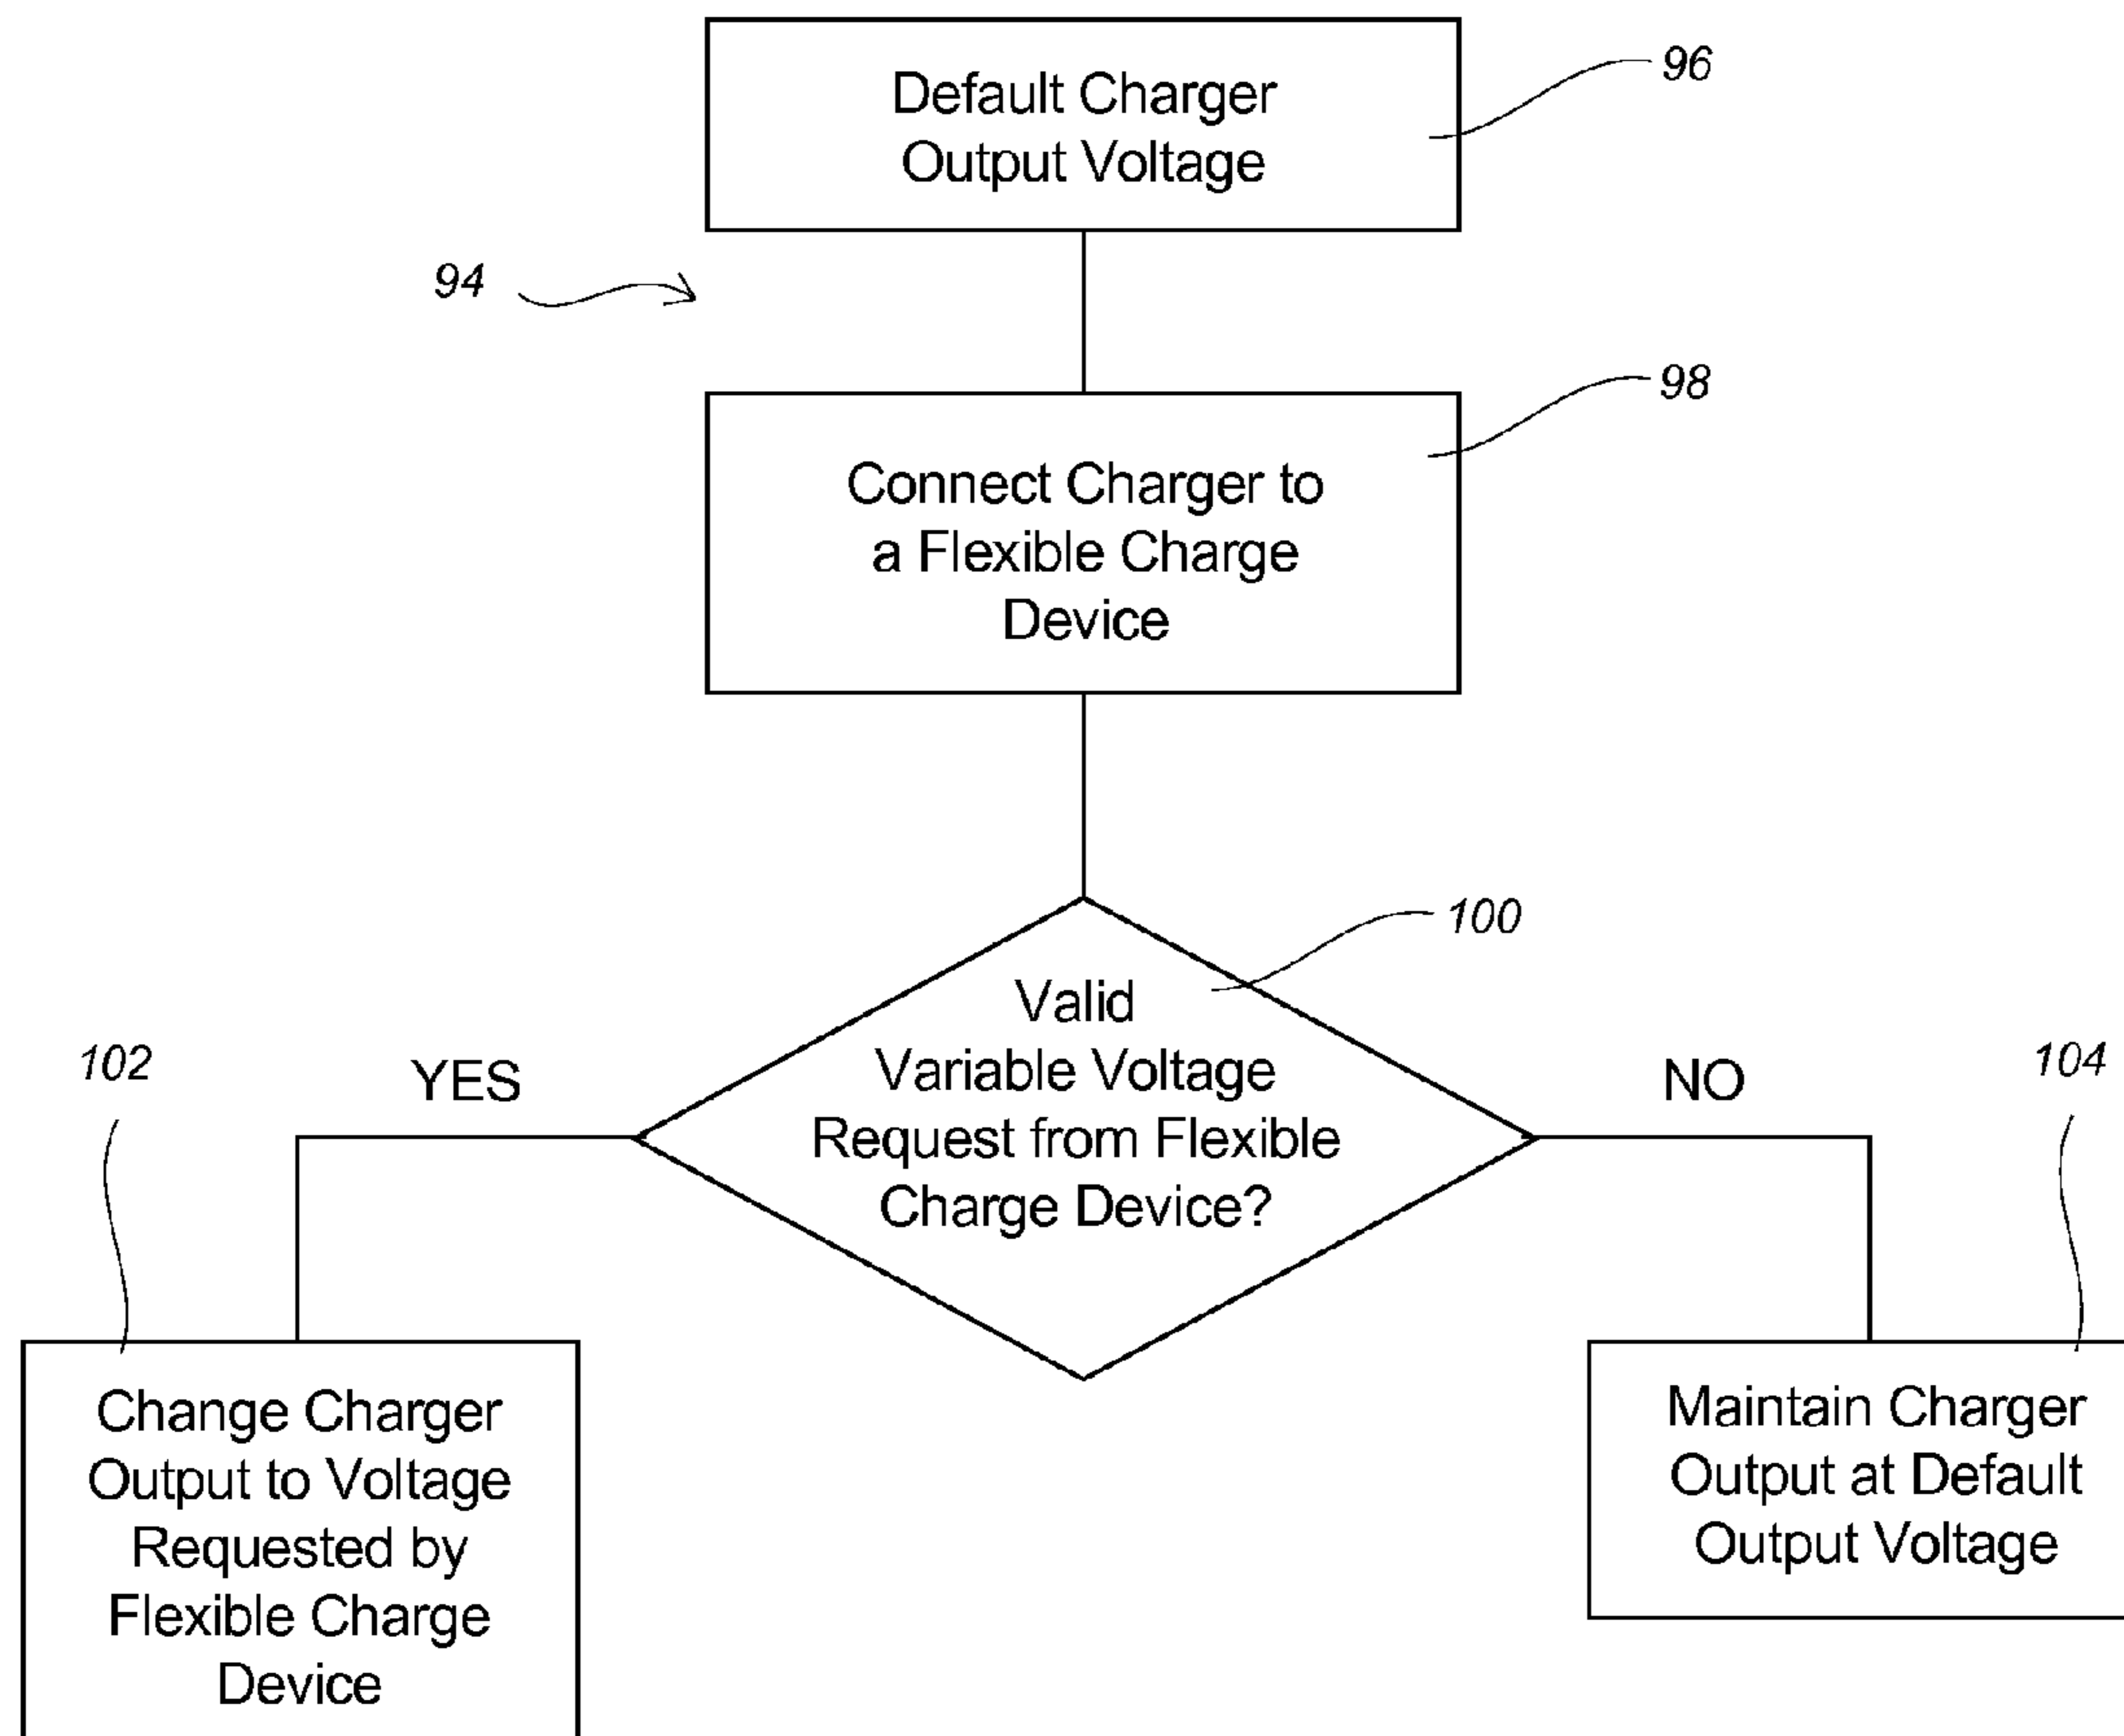 Default Charger
Output Voltage
96
94
98
Connect Charger to
a Flexible Charge
Device
100
Valid
Variable Voltage
Request from Flexible
Charge Device?
102
YES
NO
104
Change Charger
Output to Voltage
Requested by
Flexible Charge
Device
Maintain Charger
Output at Default
Output Voltage